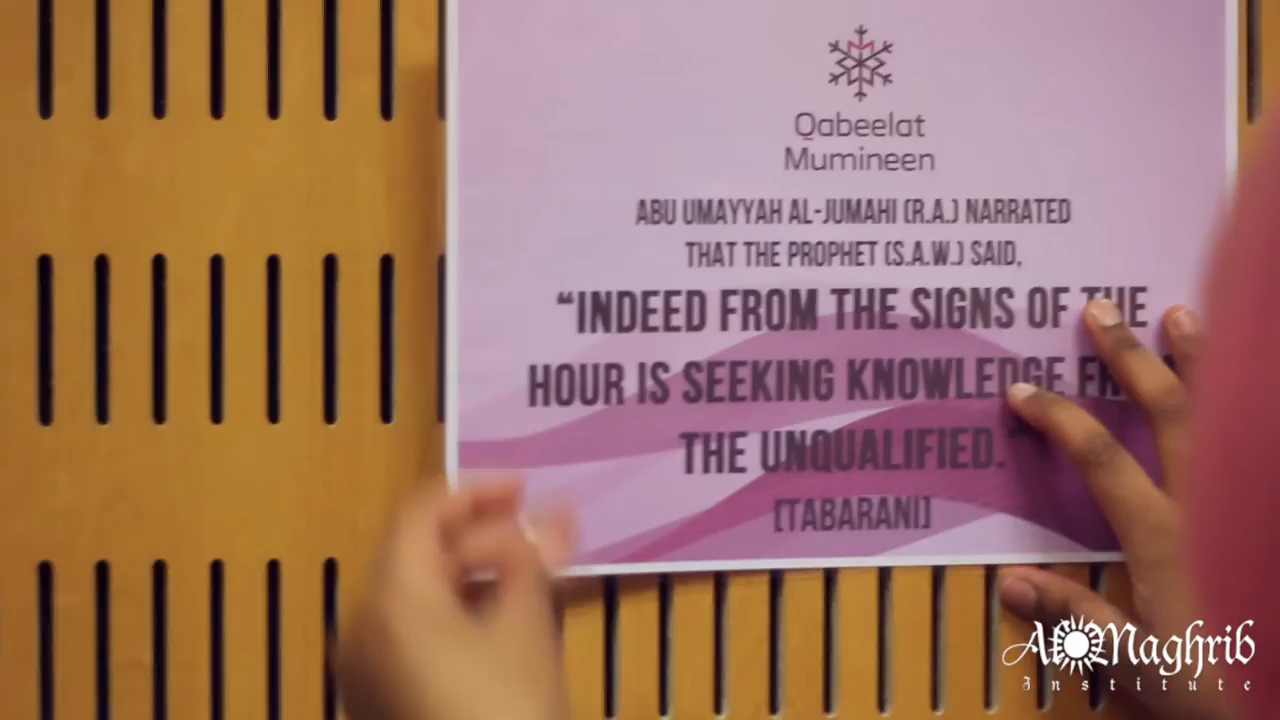 Qabeelat
Mumineen
ABU UMAYYAH AL-JUMAHI (R.A.) NARRATED
THAT THE PROPHET (S.A.W.) SAID,
“INDEED FROM THE SIGNS OF THE
HOUR IS SEEKING KNOWLEDGE
THE UNQUALIFIED.”
[TABARANI]
AlMaghrib
Institute